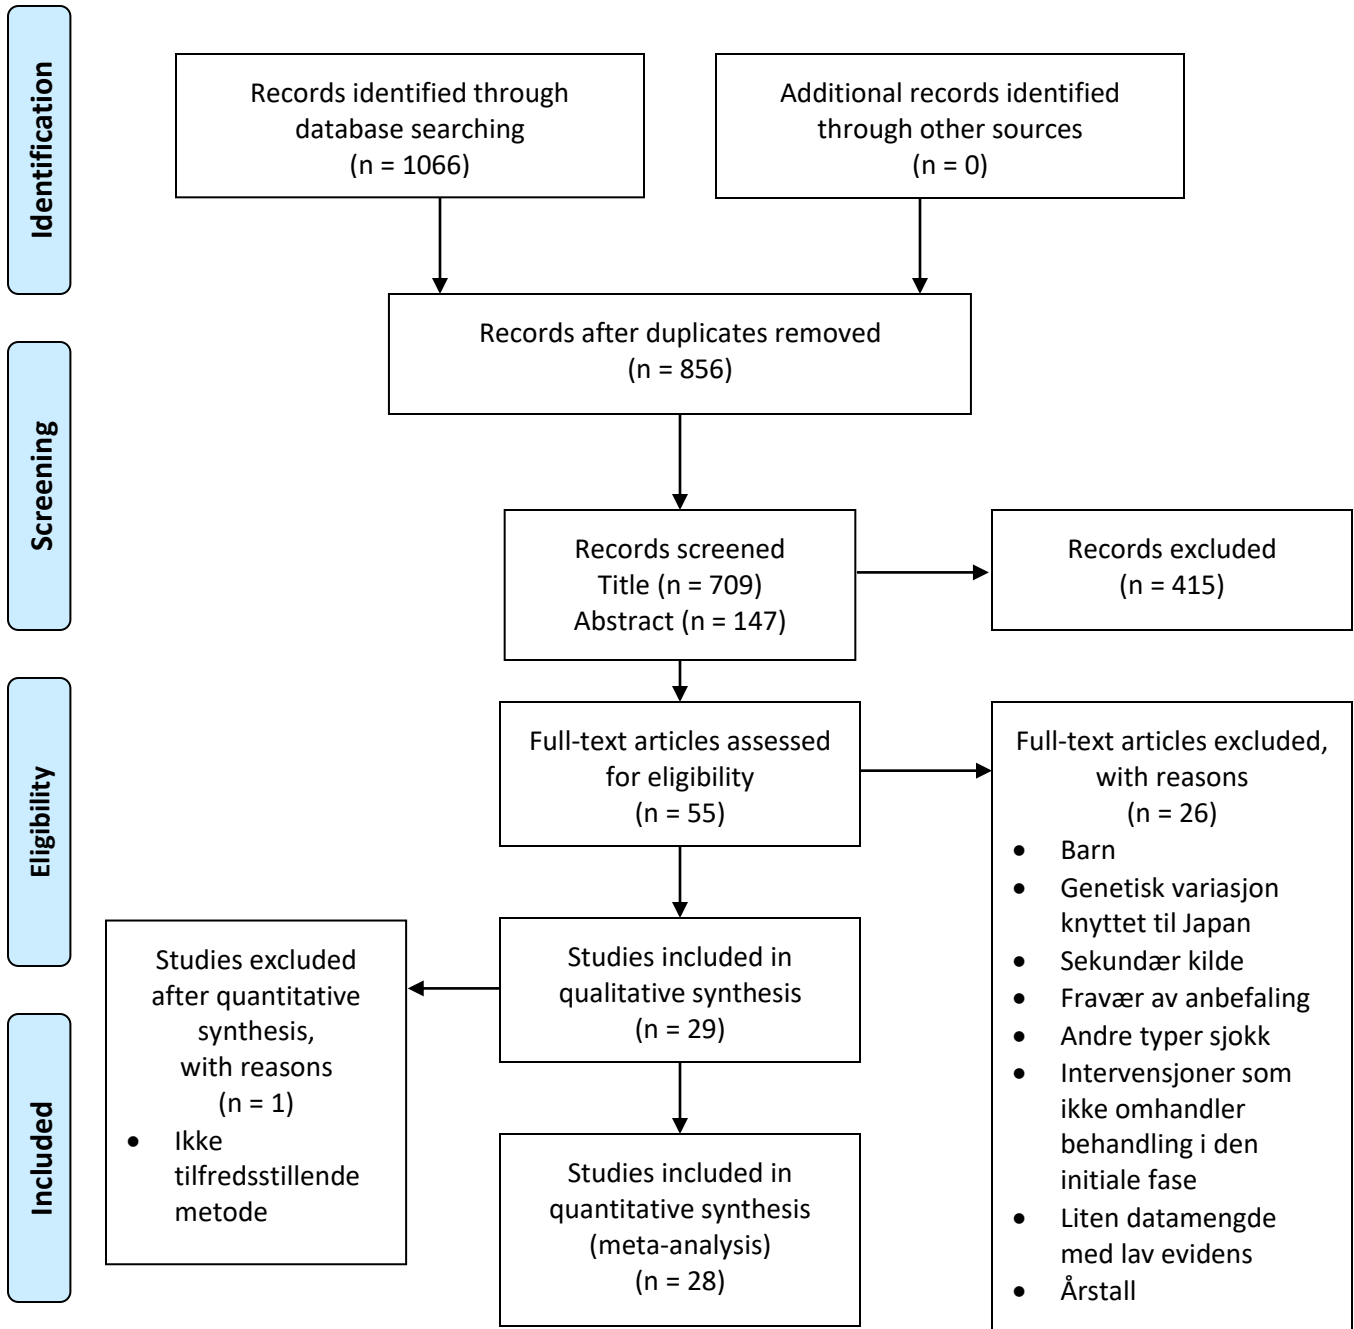 Identification
Records identified through
database searching
(n = 1066)
Additional records identified
through other sources
(n = 0)
Records after duplicates removed
(n = 856)
Screening
Records screened
Title (n = 709)
Abstract (n = 147)
Records excluded
(n = 415)
Eligibility
Full-text articles assessed
for eligibility
(n = 55)
Full-text articles excluded,
with reasons
(n = 26)
• Barn
• Genetisk variasjon
knyttet til Japan
• Sekundær kilde
• Fravær av anbefaling
• Andre typer sjokk
• Intervensjoner som
ikke omhandler
behandling i den
initiale fase
• Liten datamengde
med lav evidens
• Årstall
Studies included in
qualitative synthesis
(n = 29)
Studies excluded
after quantitative
synthesis,
with reasons
(n = 1)
• Ikke
tilfredsstillende
metode
Included
Studies included in
quantitative synthesis
(meta-analysis)
(n = 28)